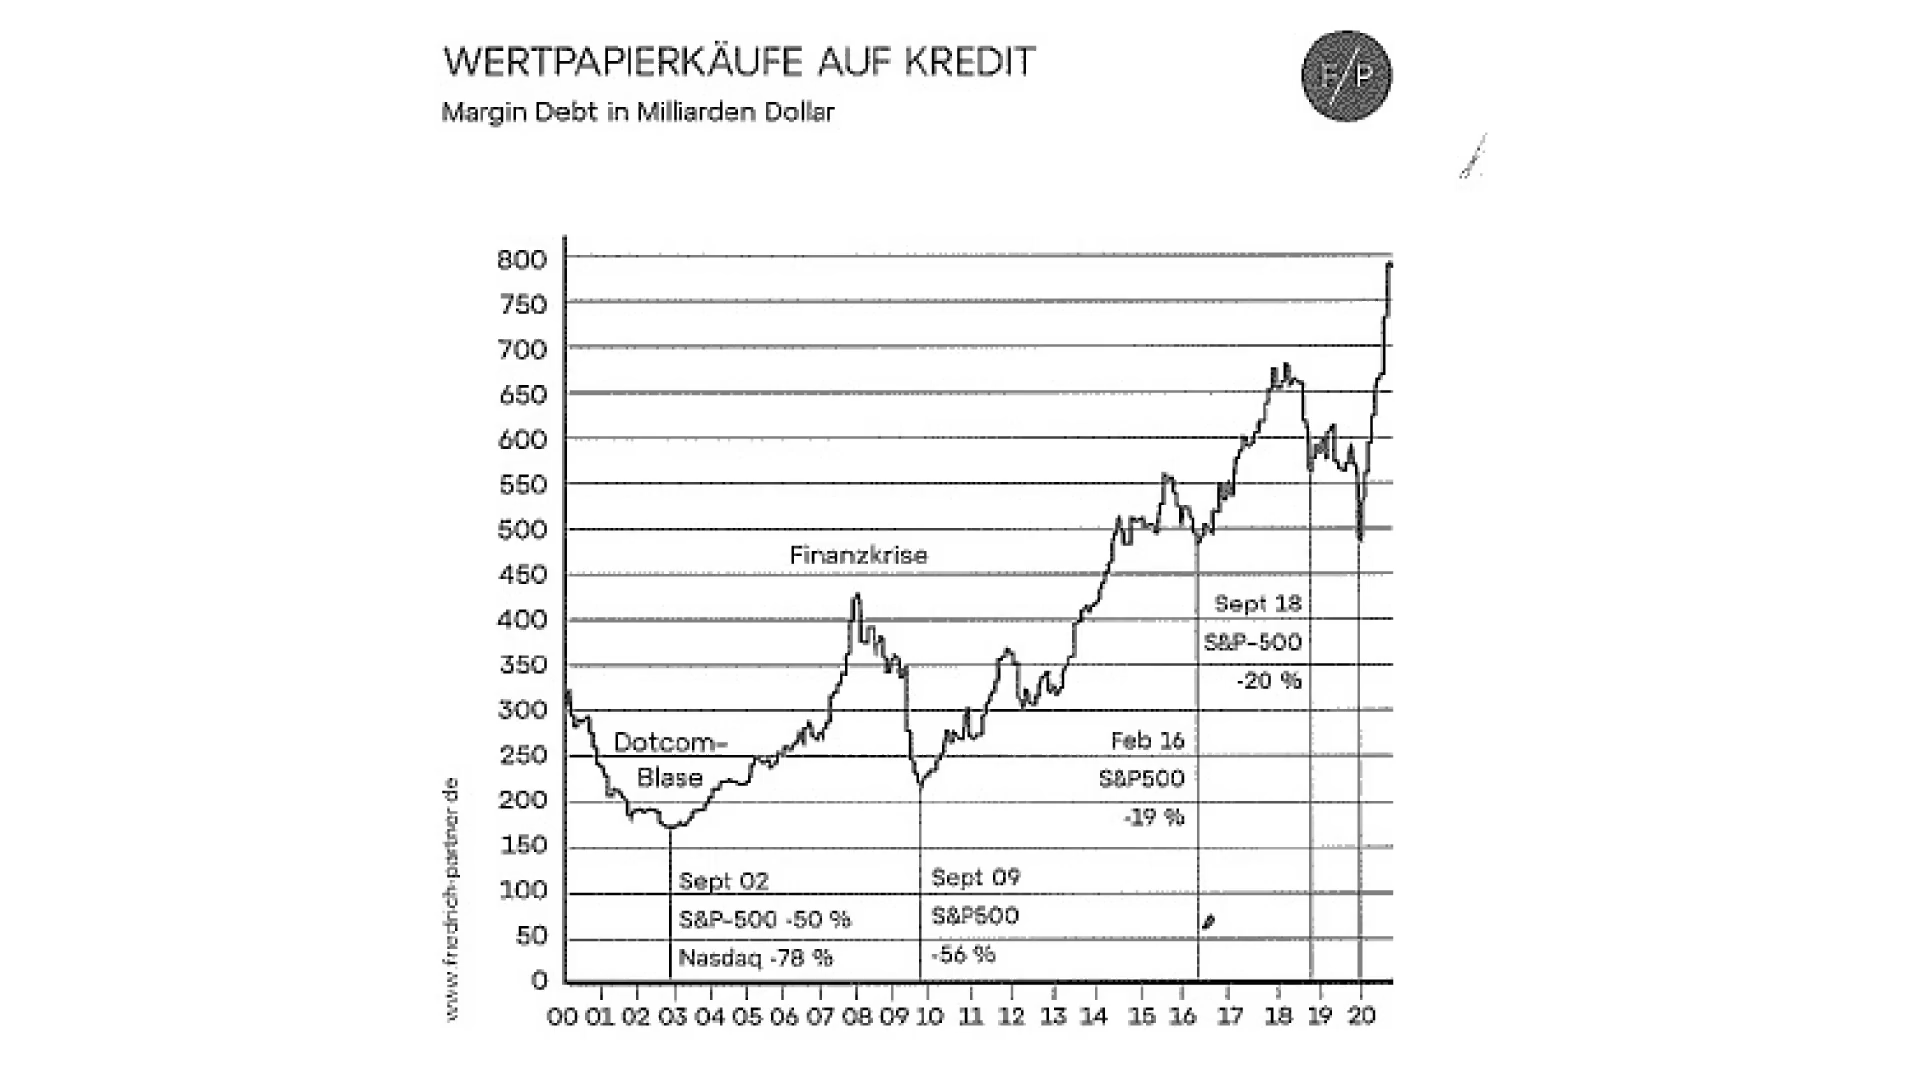 WERTPAPIERKÄUFE AUF KREDIT
Margin Debt in Milliarden Dollar
F/P
800
750
700
650
600
550
500
450
400
350
300
250
200
150
100
50
0
Finanzkrise
Dotcom-
Blase
Sept 02
S&P-500 -50 %
Nasdaq -78 %
Sept 09
S&P500
-56 %
Feb 16
S&P500
-19 %
Sept 18
S&P-500
-20 %
00 01 02 03 04 05 06 07 08 09 10 11 12 13 14 15 16 17 18 19 20
www.friedrich-partner.de